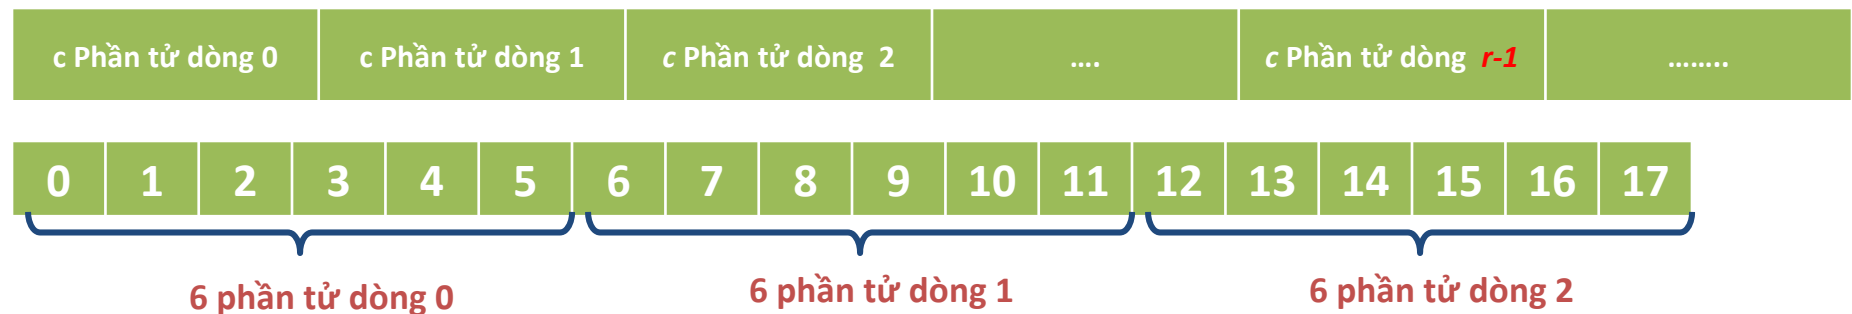 c Phần tử dòng 0 c Phần tử dòng 1 c Phần tử dòng 2 .... c Phần tử dòng r-1 ........
0 1 2 3 4 5 6 7 8 9 10 11 12 13 14 15 16 17
6 phần tử dòng 0 6 phần tử dòng 1 6 phần tử dòng 2